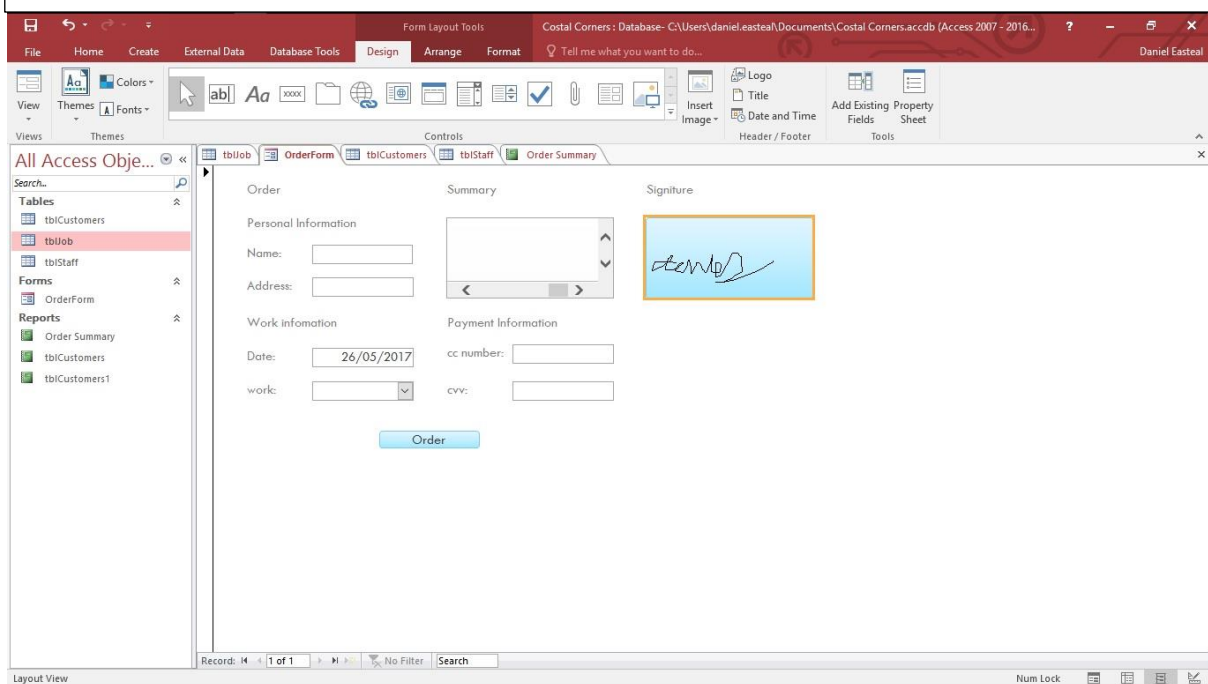 Form Layout Tools
Costal Corners : Database- C:\Users\daniel.easteal\Documents\Costal Corners.accdb (Access 2007 - 2016...
?
File Home Create External Data Database Tools Design Arrange Format Tell me what you want to do...
Daniel Easteal
View
Themes
Colors
Fonts
ab|
Aa
xxxx
Insert Image
Logo
Title
Date and Time
Add Existing Fields
Property Sheet
Views Themes Controls Header / Footer Tools
All Access Obje... «
tblJob OrderForm tblCustomers tblStaff Order Summary
Search..
Tables
tblCustomers
tblJob
tblStaff
Forms
OrderForm
Reports
Order Summary
tblCustomers
tblCustomers1
Order Summary Signiture
Personal Information
Name:
Address:
Work infomation Payment Information
Date: 26/05/2017 cc number:
work: cvv:
Order
Record: 1 of 1 No Filter Search
Layout View Num Lock